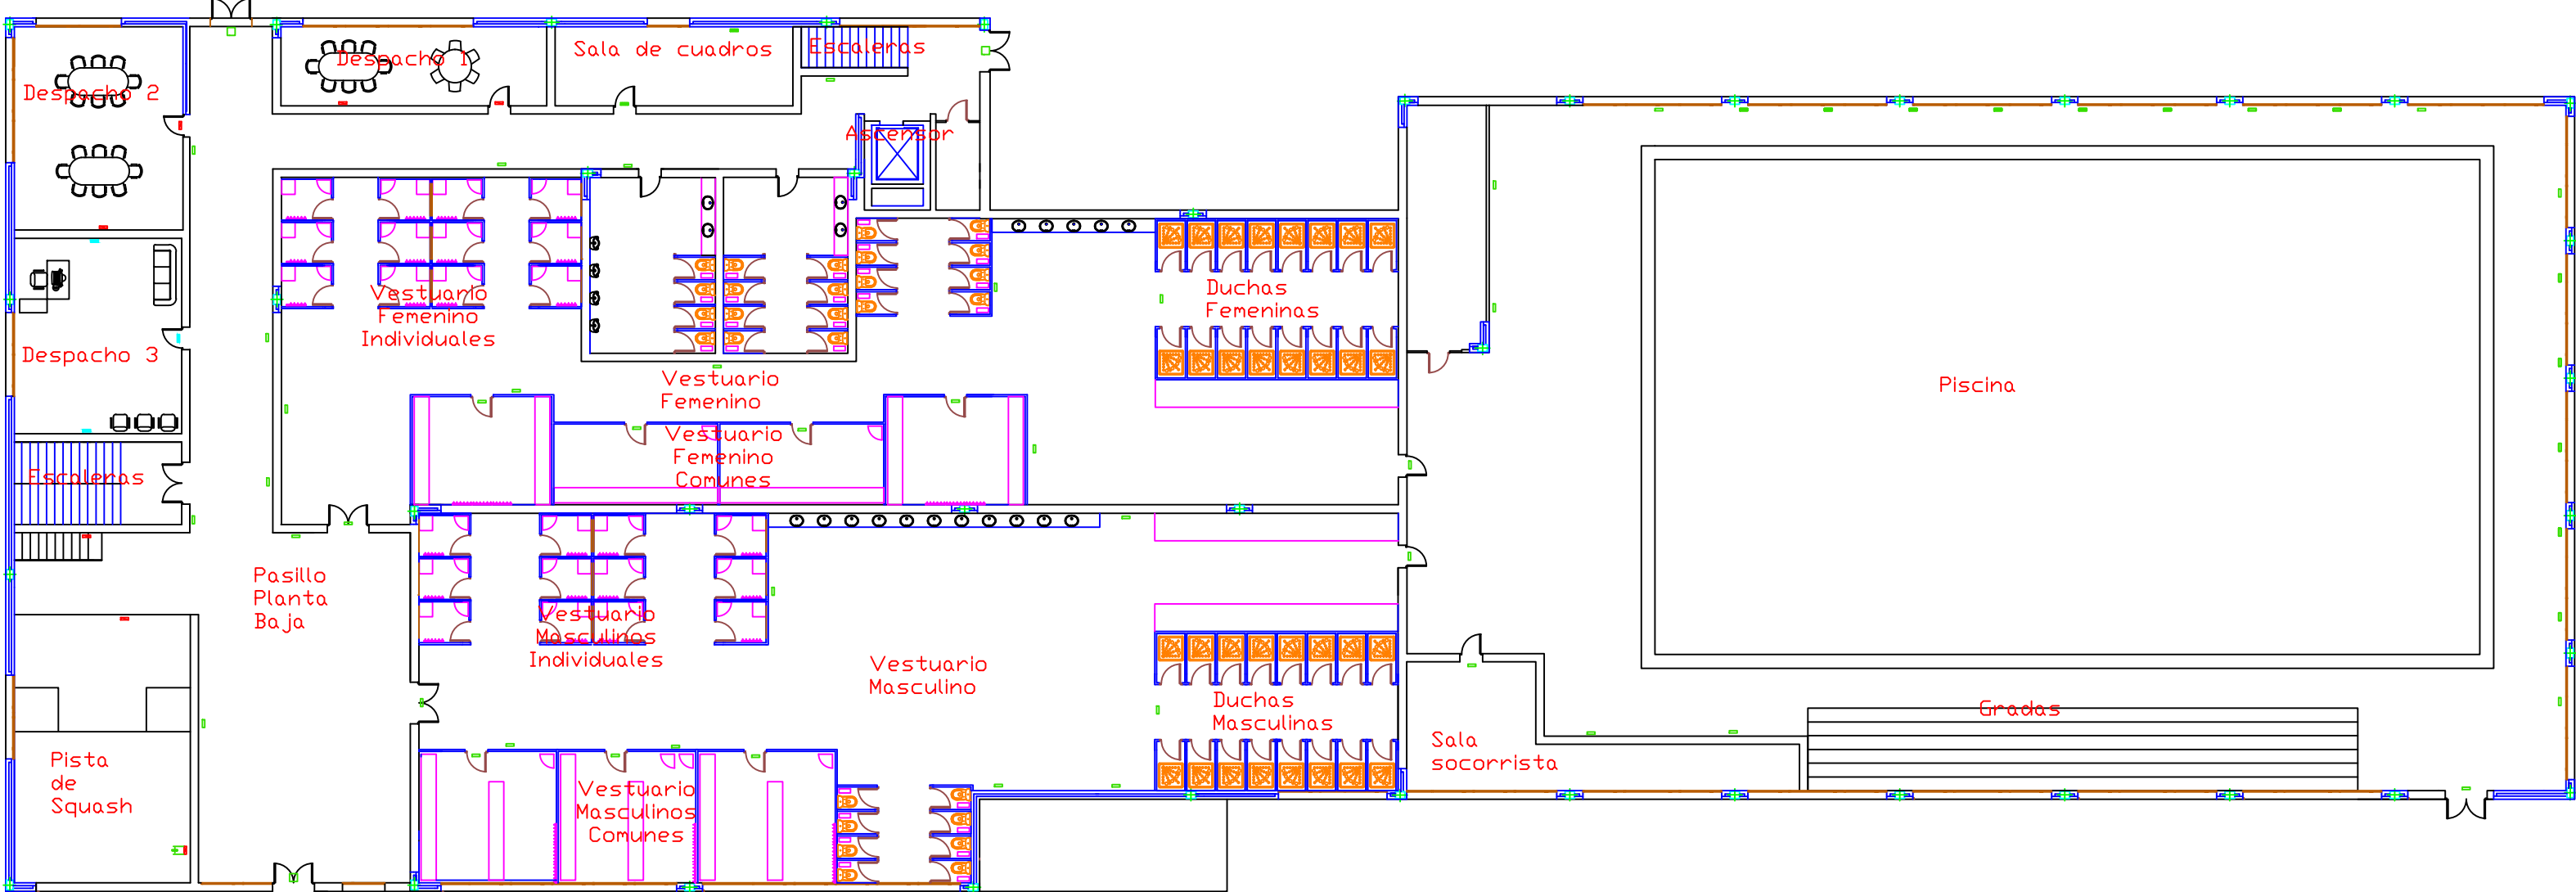 Despacho 2
Despacho 1
Sala de cuadros
Escaleras
Ascensor
Despacho 3
Escaleras
Vestuario
Femenino
Individuales
Vestuario
Femenino
Vestuario
Femenino
Comunes
Duchas
Femeninas
Piscina
Pasillo
Planta
Baja
Vestuario
Masculinos
Individuales
Vestuario
Masculino
Duchas
Masculinas
Gradas
Sala
socorrista
Pista
de
Squash
Vestuario
Masculinos
Comunes